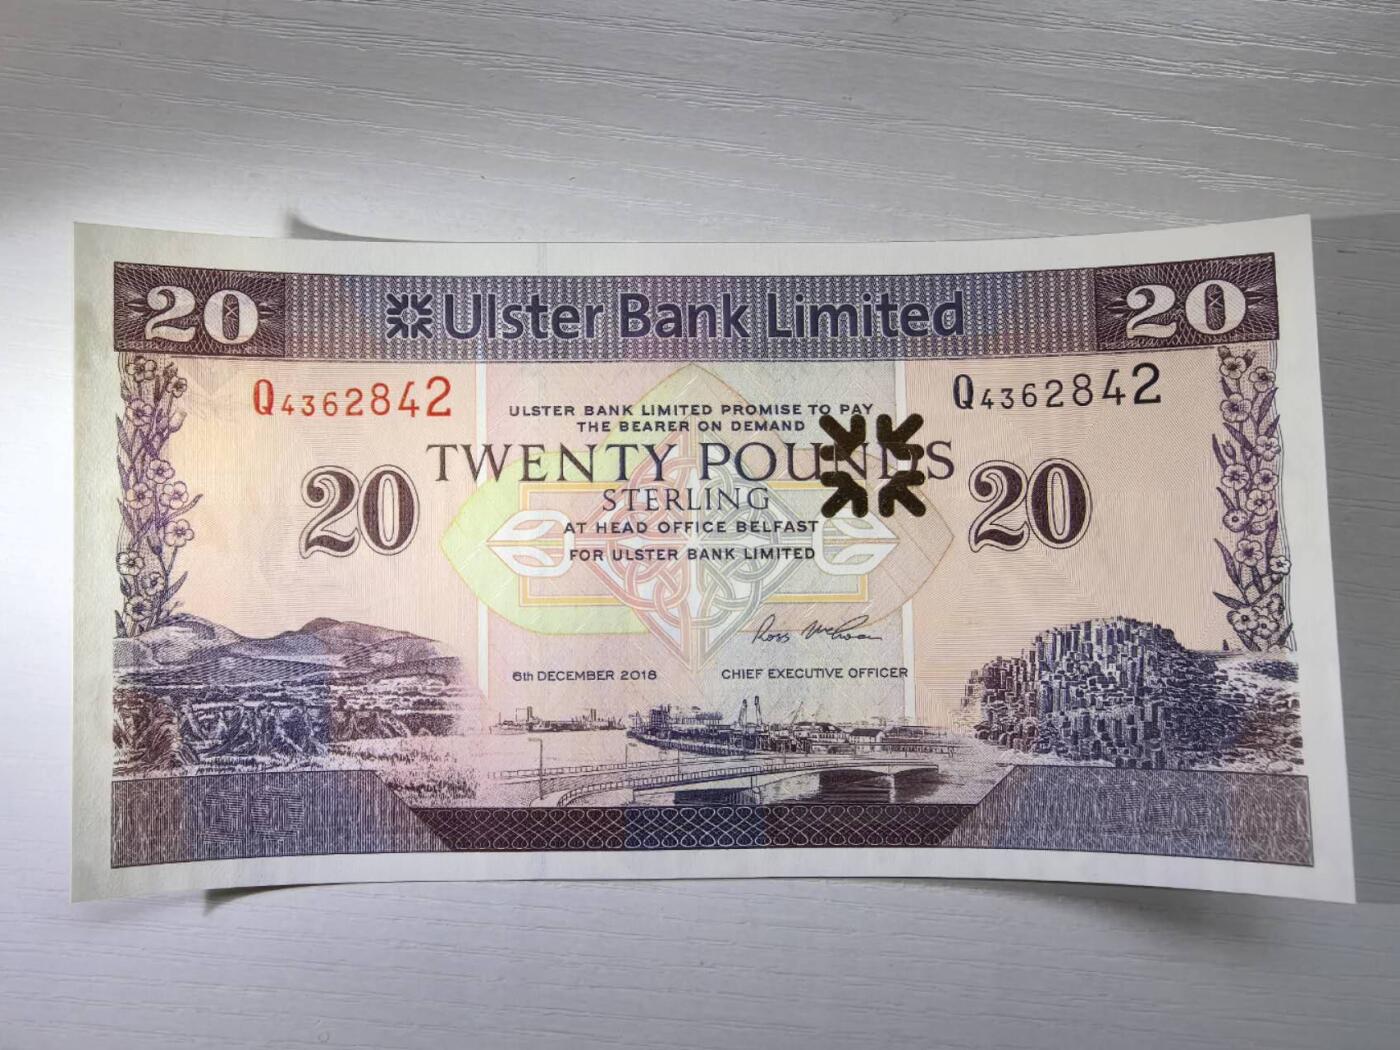 20 Ulster Bank Limited 20
Q4362842 Q4362842
ULSTER BANK LIMITED PROMISE TO PAY
THE BEARER ON DEMAND
TWENTY POUNDS
20 STERLING 20
AT HEAD OFFICE BELFAST
FOR ULSTER BANK LIMITED
6th DECEMBER 2018 CHIEF EXECUTIVE OFFICER